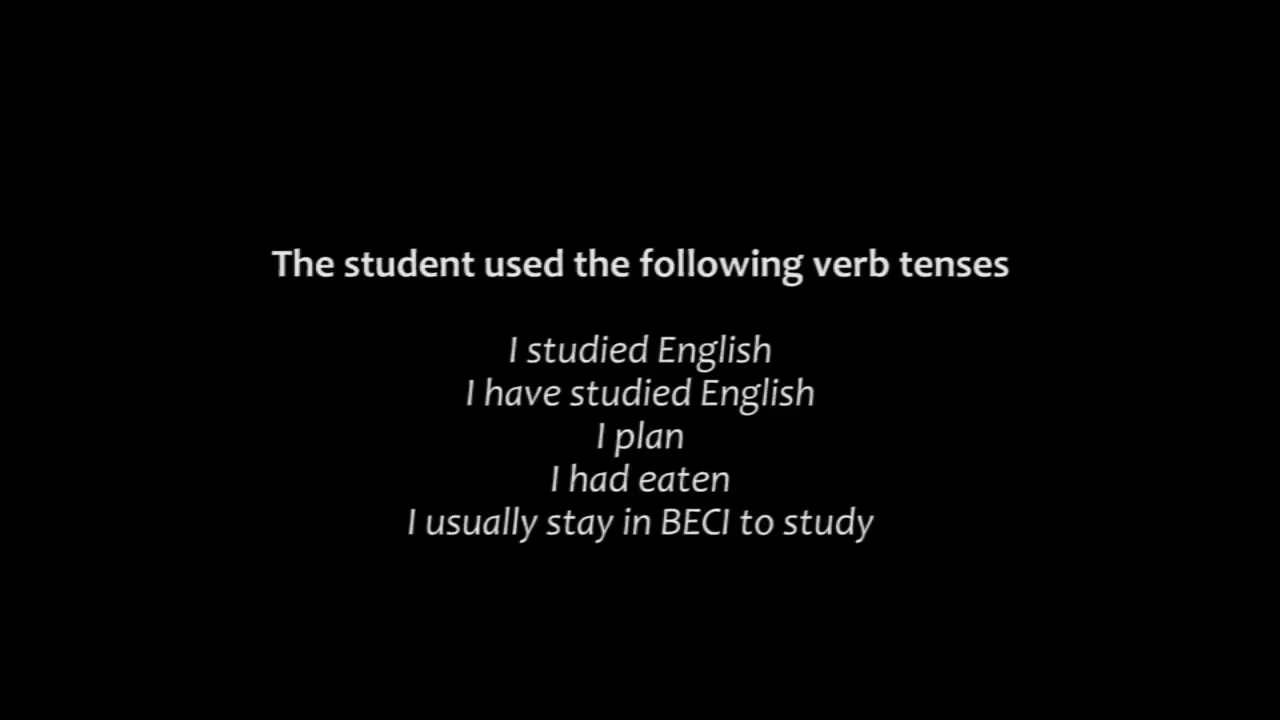 The student used the following verb tenses
I studied English
I have studied English
I plan
I had eaten
I usually stay in BECI to study